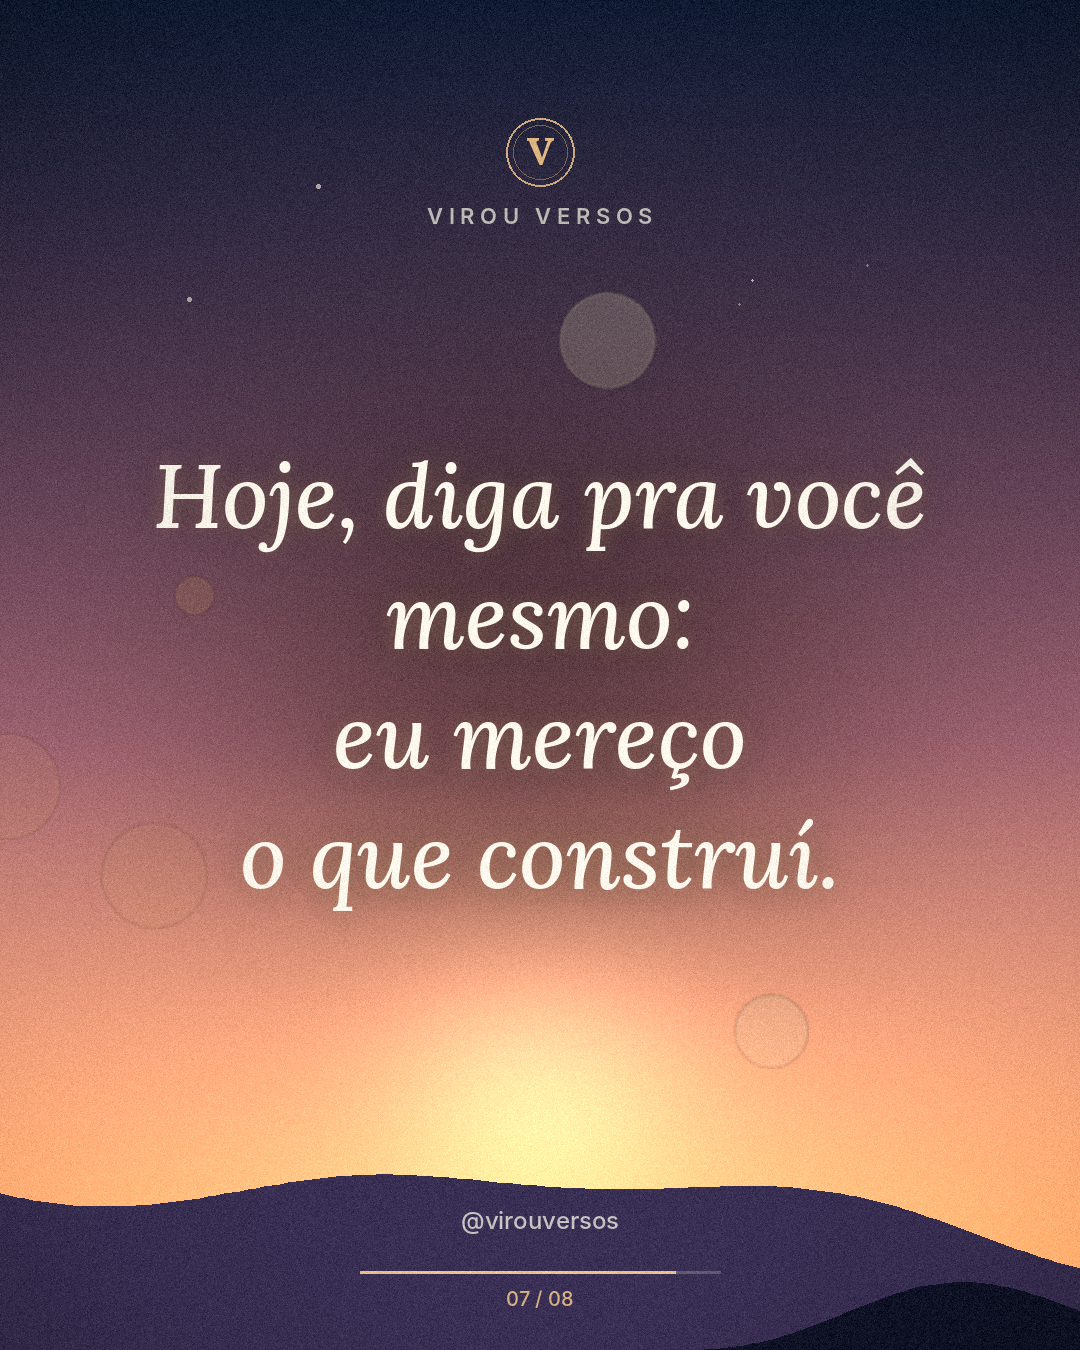 V
VIROU VERSOS
Hoje, diga pra você
mesmo:
eu mereço
o que construí.
@virouversos
07 / 08